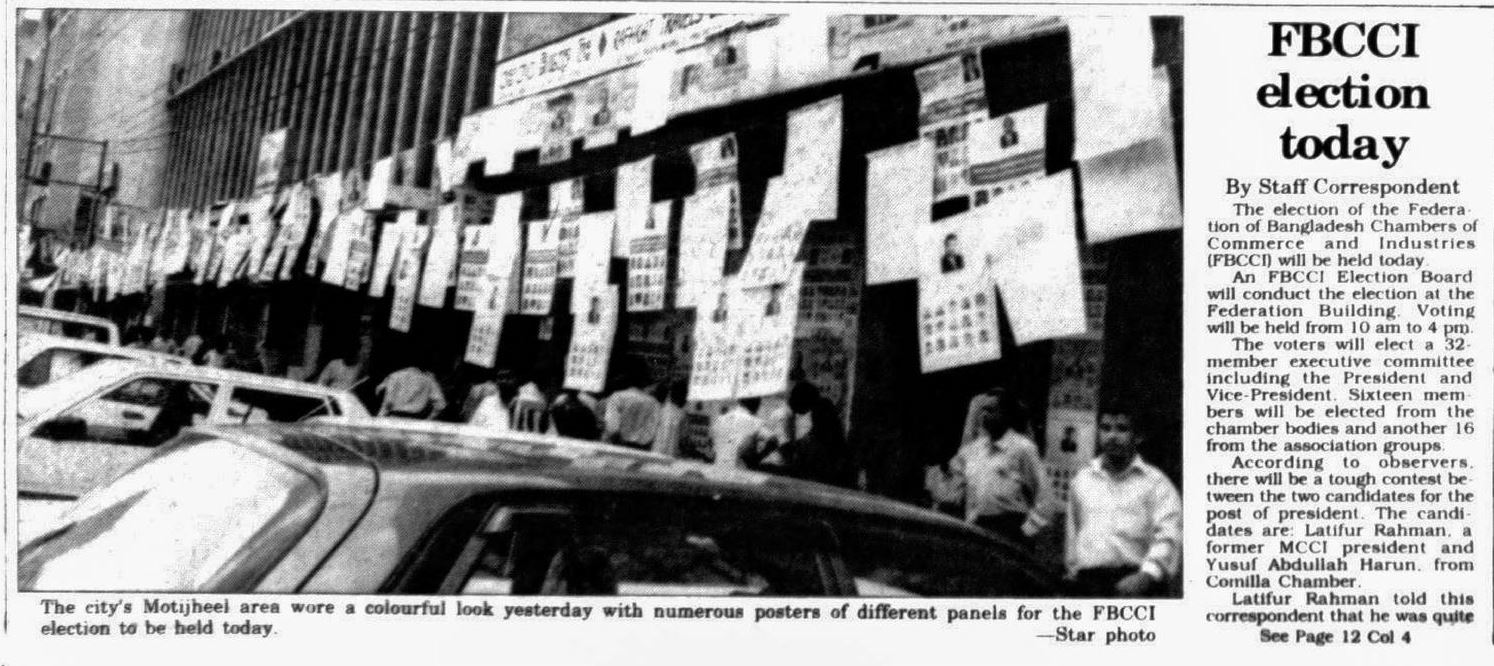 The city's Motijheel area wore a colourful look yesterday with numerous posters of different panels for the FBCCI
election to be held today.
—Star photo
FBCCI
election
today
By Staff Correspondent
The election of the Federa-
tion of Bangladesh Chambers of
Commerce and Industries
(FBCCI) will be held today.
An FBCCI Election Board
will conduct the election at the
Federation Building. Voting
will be held from 10 am to 4 pm.
The voters will elect a 32-
member executive committee
including the President and
Vice-President. Sixteen mem-
bers will be elected from the
chamber bodies and another 16
from the association groups.
According to observers,
there will be a tough contest be-
tween the two candidates for the
post of president. The candi-
dates are: Latifur Rahman, a
former MCCI president and
Yusuf Abdullah Harun, from
Comilla Chamber.
Latifur Rahman told this
correspondent that he was quite
See Page 12 Col 4